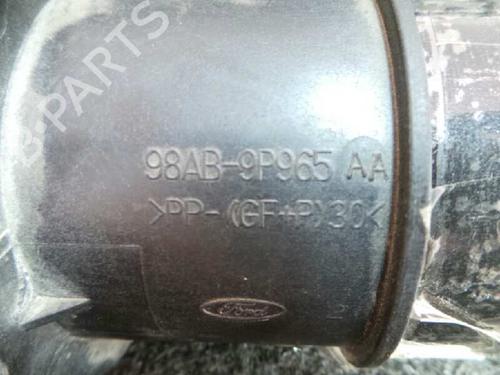 B-PARTS
98AB-9P965 AA
>PP-(GF+P)30<
Ford